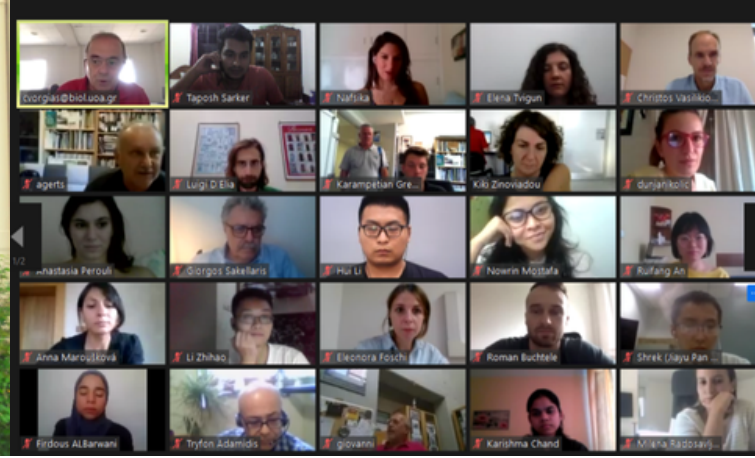 cvorgias@biol.uoa.gr
Taposh Sarker
Nafsika
Elena Tvigun
Christos Vasilikio...
agerts
Luigi D Elia
Karampetian Gre...
Kiki Zinoviadou
dunjanikolic
1/2
Anastasia Perouli
Giorgos Sakellaris
Hui Li
Nowrin Mostafa
Ruifang An
Anna Maroušková
Li Zhihao
Eleonora Foschi
Roman Buchtele
Shrek (Jiayu Pan ...
Firdous ALBarwani
Tryfon Adamidis
giovanni
Karishma Chand
Milena Radosavlj...